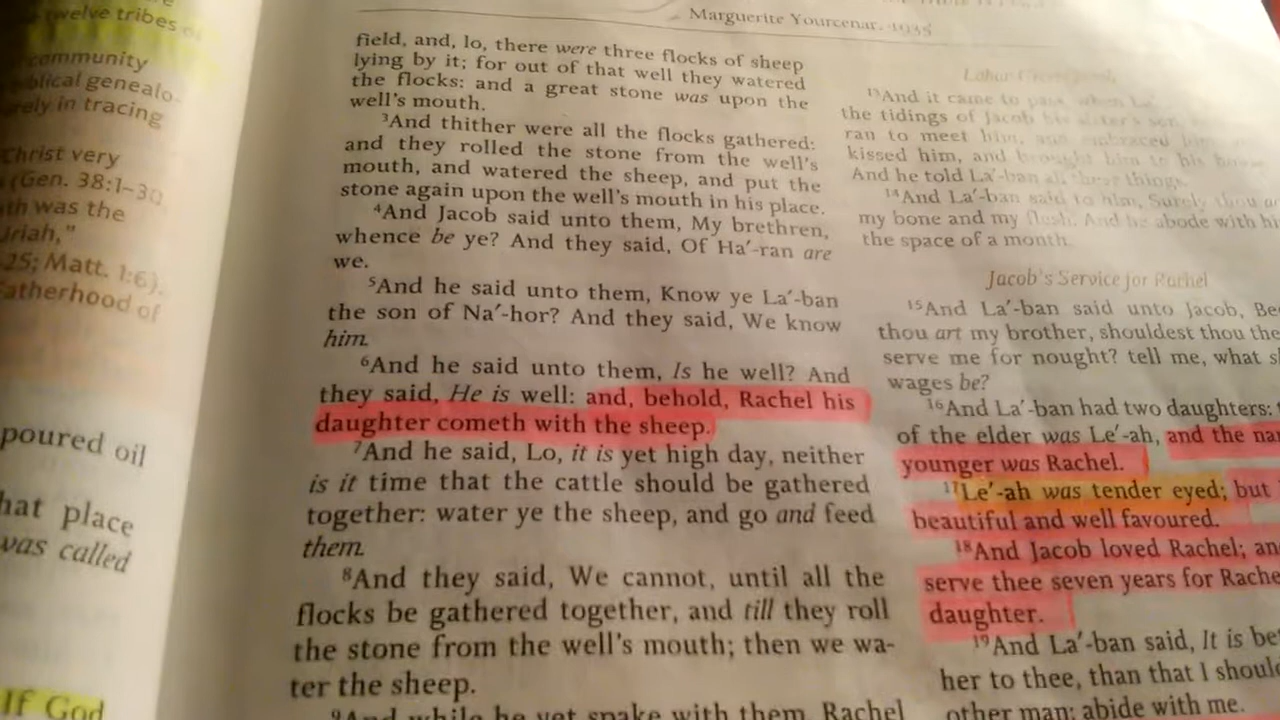 twelve tribes
community
blical genealo-
rely in tracing
Christ very
(Gen. 38:1–30
th was the
Uriah,"
25; Matt. 1:6).
Fatherhood of
poured oil
hat place
was called
If God
Marguerite Yourcenar, 1935
field, and, lo, there were three flocks of sheep
lying by it; for out of that well they watered
the flocks: and a great stone was upon the
well's mouth.
³And thither were all the flocks gathered:
and they rolled the stone from the well's
mouth, and watered the sheep, and put the
stone again upon the well's mouth in his place.
⁴And Jacob said unto them, My brethren,
whence be ye? And they said, Of Ha′-ran are
we.
⁵And he said unto them, Know ye La′-ban
the son of Na′-hor? And they said, We know
him.
⁶And he said unto them, Is he well? And
they said, He is well: and, behold, Rachel his
daughter cometh with the sheep.
⁷And he said, Lo, it is yet high day, neither
is it time that the cattle should be gathered
together: water ye the sheep, and go and feed
them.
⁸And they said, We cannot, until all the
flocks be gathered together, and till they roll
the stone from the well's mouth; then we wa-
ter the sheep.
⁹And while he yet spake with them, Rachel
¹³And it came to pass, when
the tidings of Jacob his sister's son,
ran to meet him, and embraced him,
kissed him, and brought him to his house.
And he told La′-ban all these things.
¹⁴And La′-ban said to him, Surely thou
my bone and my flesh. And he abode with
the space of a month.
Jacob's Service for Rachel
¹⁵And La′-ban said unto Jacob, Be
thou art my brother, shouldest thou the
serve me for nought? tell me, what
wages be?
¹⁶And La′-ban had two daughters:
of the elder was Le′-ah, and the na
younger was Rachel.
¹⁷Le′-ah was tender eyed; but
beautiful and well favoured.
¹⁸And Jacob loved Rachel; an
serve thee seven years for Rache
daughter.
¹⁹And La′-ban said, It is be
her to thee, than that I shoul
other man: abide with me.